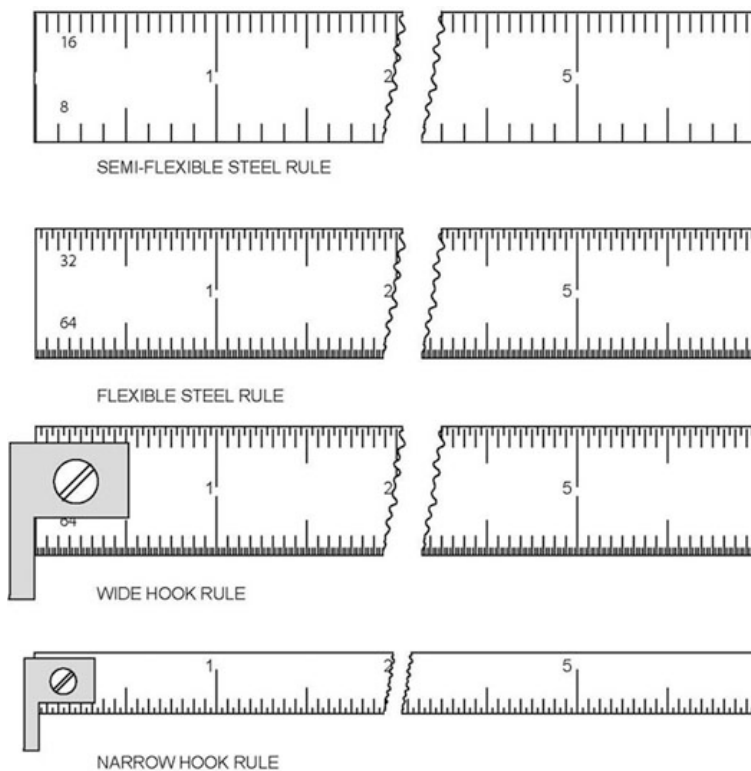 16
1 2 5
8
SEMI-FLEXIBLE STEEL RULE
32
1 2 5
64
FLEXIBLE STEEL RULE
1 2 5
64
WIDE HOOK RULE
1 2 5
NARROW HOOK RULE